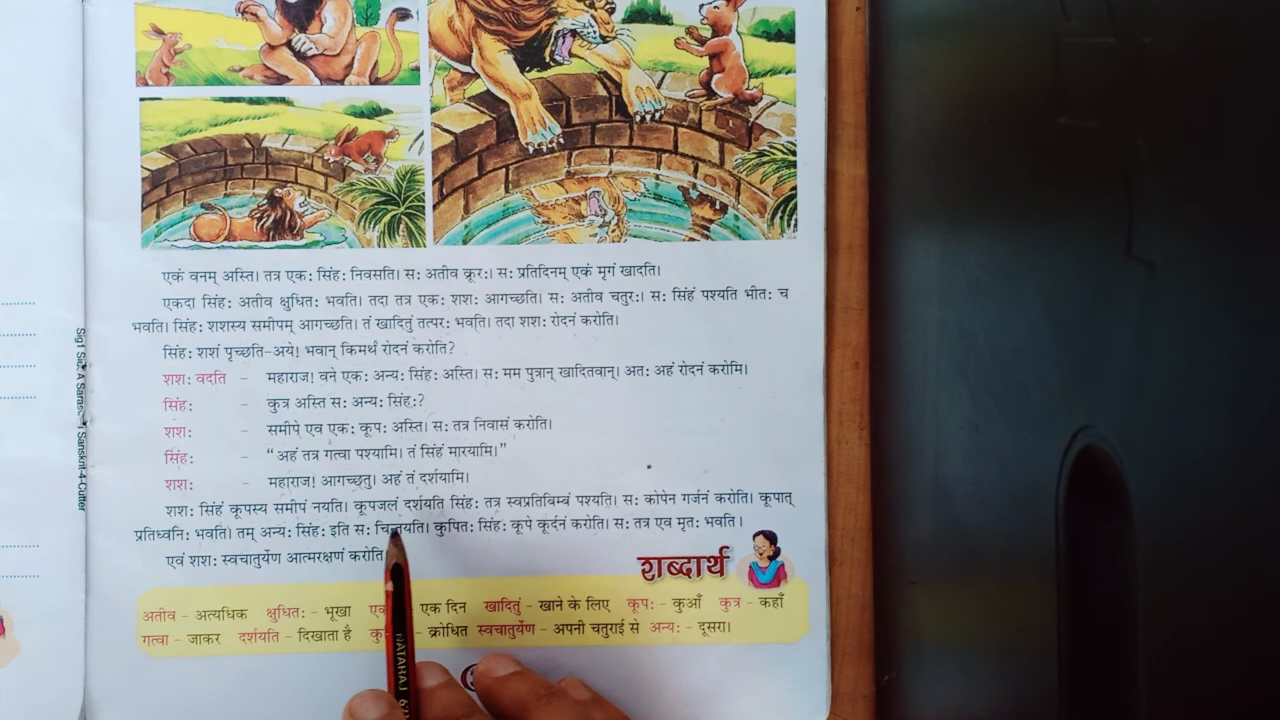 एकं वनम् अस्ति। तत्र एक: सिंह: निवसति। स: अतीव क्रूर:। स: प्रतिदिनम् एकं मृगं खादति।
एकदा सिंह: अतीव क्षुधित: भवति। तदा तत्र एक: शश: आगच्छति। स: अतीव चतुर:। स: सिंहं पश्यति भीत: च
भवति। सिंह: शशस्य समीपम् आगच्छति। तं खादितुं तत्पर: भवति। तदा शश: रोदनं करोति।
सिंह: शशं पृच्छति-अये! भवान् किमर्थं रोदनं करोति?
शश: वदति - महाराज! वने एक: अन्य: सिंह: अस्ति। स: मम पुत्रान् खादितवान्। अत: अहं रोदनं करोमि।
सिंह: - कुत्र अस्ति स: अन्य: सिंह:?
शश: - समीपे एव एक: कूप: अस्ति। स: तत्र निवासं करोति।
सिंह: - “अहं तत्र गत्वा पश्यामि। तं सिंहं मारयामि।”
शश: - महाराज! आगच्छतु। अहं तं दर्शयामि।
शश: सिंहं कूपस्य समीपं नयति। कूपजलं दर्शयति सिंह: तत्र स्वप्रतिबिम्बं पश्यति। स: कोपेन गर्जनं करोति। कूपात्
प्रतिध्वनि: भवति। तम् अन्य: सिंह: इति स: चिन्तयति। कुपित: सिंह: कूपे कूर्दनं करोति। स: तत्र एव मृत: भवति।
एवं शश: स्वचातुर्येण आत्मरक्षणं करोति
शब्दार्थ
अतीव - अत्यधिक क्षुधित: - भूखा एक दिन खादितुं - खाने के लिए कूप: - कुआँ कुत्र - कहाँ
गत्वा - जाकर दर्शयति - दिखाता है - क्रोधित स्वचातुर्येण - अपनी चतुराई से अन्य: - दूसरा।
NATARAJ